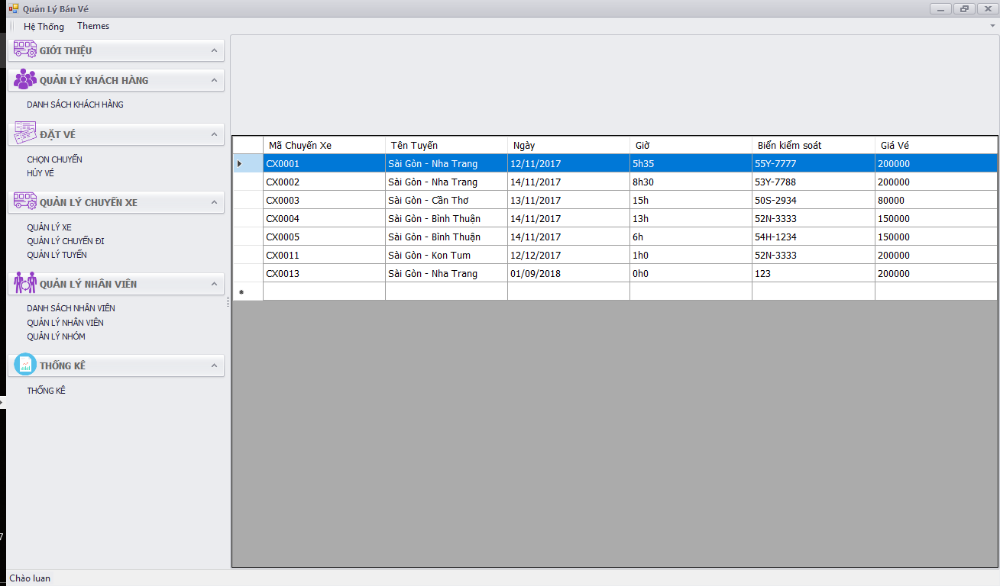 Quản Lý Bán Vé
Hệ Thống Themes
GIỚI THIỆU
QUẢN LÝ KHÁCH HÀNG
DANH SÁCH KHÁCH HÀNG
ĐẶT VÉ
CHỌN CHUYẾN
HỦY VÉ
QUẢN LÝ CHUYẾN XE
QUẢN LÝ XE
QUẢN LÝ CHUYẾN ĐI
QUẢN LÝ TUYẾN
QUẢN LÝ NHÂN VIÊN
DANH SÁCH NHÂN VIÊN
QUẢN LÝ NHÂN VIÊN
QUẢN LÝ NHÓM
THỐNG KÊ
THỐNG KÊ
Mã Chuyến Xe Tên Tuyến Ngày Giờ Biển kiểm soát Giá Vé
CX0001 Sài Gòn - Nha Trang 12/11/2017 5h35 55Y-7777 200000
CX0002 Sài Gòn - Nha Trang 14/11/2017 8h30 53Y-7788 200000
CX0003 Sài Gòn - Cần Thơ 13/11/2017 15h 50S-2934 80000
CX0004 Sài Gòn - Bình Thuận 14/11/2017 13h 52N-3333 150000
CX0005 Sài Gòn - Bình Thuận 14/11/2017 6h 54H-1234 150000
CX0011 Sài Gòn - Kon Tum 12/12/2017 1h0 52N-3333 200000
CX0013 Sài Gòn - Nha Trang 01/09/2018 0h0 123 200000
7
Chào luan